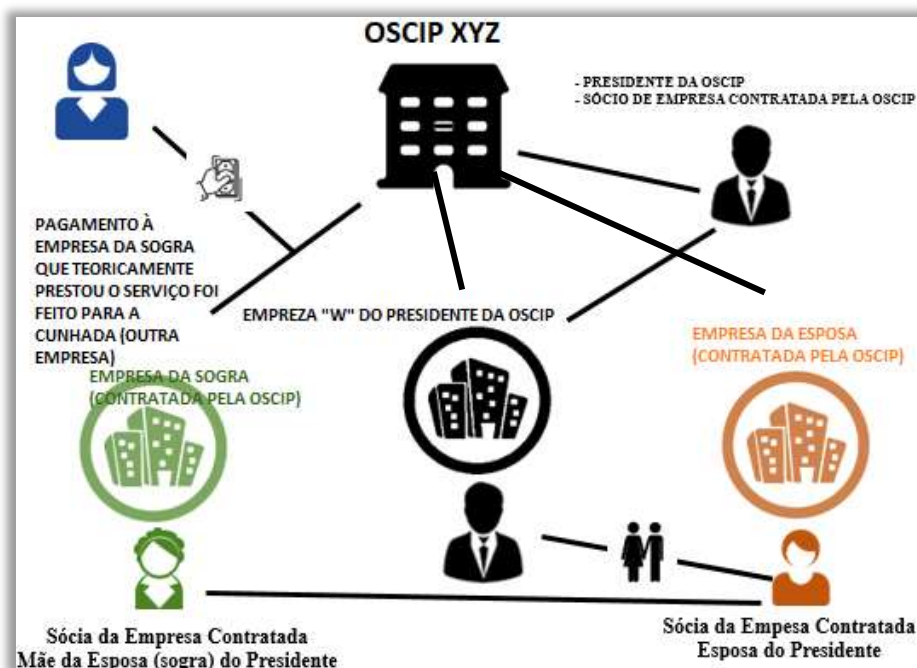 OSCIP XYZ
- PRESIDENTE DA OSCIP
- SÓCIO DE EMPRESA CONTRATADA PELA OSCIP
PAGAMENTO À
EMPRESA DA SOGRA
QUE TEORICAMENTE
PRESTOU O SERVIÇO FOI
FEITO PARA A
CUNHADA (OUTRA
EMPRESA)
EMPREZA "W" DO PRESIDENTE DA OSCIP
EMPRESA DA ESPOSA
(CONTRATADA PELA OSCIP)
EMPRESA DA SOGRA
(CONTRATADA PELA OSCIP)
Sócia da Empresa Contratada
Mãe da Esposa (sogra) do Presidente
Sócia da Empesa Contratada
Esposa do Presidente